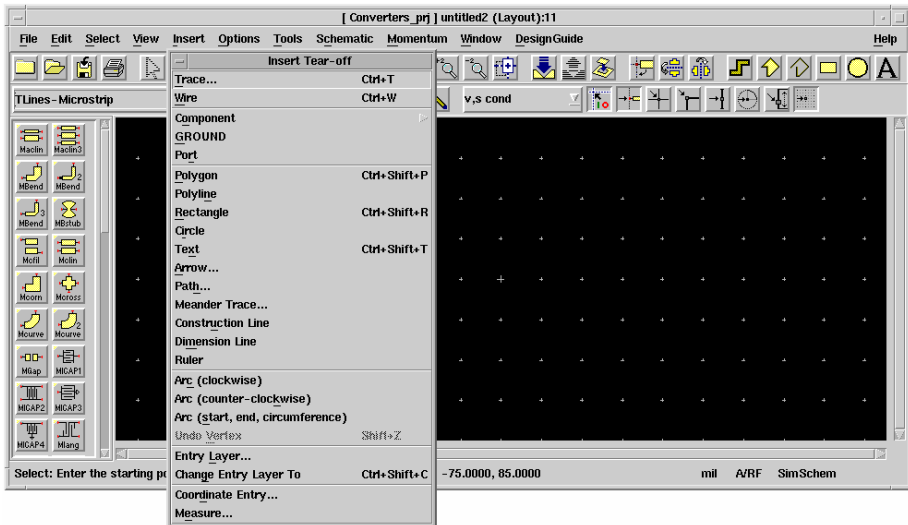 [ Converters_prj ] untitled2 (Layout):11
File Edit Select View Insert Options Tools Schematic Momentum Window DesignGuide Help
Insert Tear-off
Trace... Ctrl+T
Wire Ctrl+W
Component
GROUND
Port
Polygon Ctrl+Shift+P
Polyline
Rectangle Ctrl+Shift+R
Circle
Text Ctrl+Shift+T
Arrow...
Path...
Meander Trace...
Construction Line
Dimension Line
Ruler
Arc (clockwise)
Arc (counter-clockwise)
Arc (start, end, circumference)
Undo Vertex Shift+Z
Entry Layer...
Change Entry Layer To Ctrl+Shift+C
Coordinate Entry...
Measure...
A
TLines-Microstrip
v,s cond
Maclin Maclin3
MBend MBend
2
MBend MBstub
3
Mcfil Mclin
Mcorn Mcross
Mcurve Mcurve
2
MGap MICAP1
MICAP2 MICAP3
MICAP4 Mlang
Select: Enter the starting
-75.0000, 85.0000
mil A/RF SimSchem